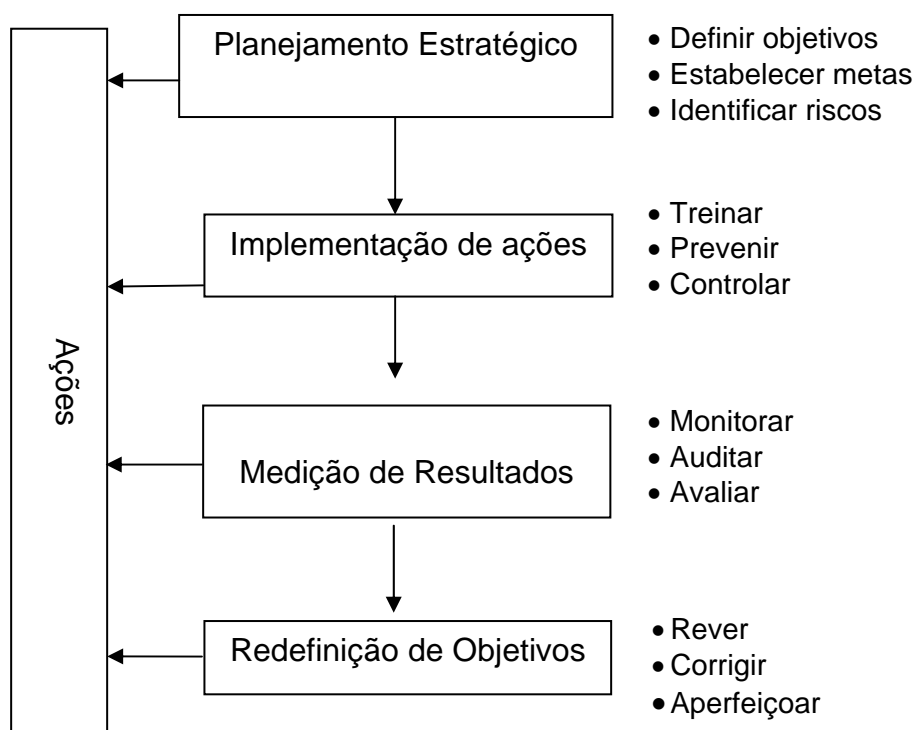 Planejamento Estratégico
• Definir objetivos
• Estabelecer metas
• Identificar riscos
Implementação de ações
• Treinar
• Prevenir
• Controlar
Ações
Medição de Resultados
• Monitorar
• Auditar
• Avaliar
Redefinição de Objetivos
• Rever
• Corrigir
• Aperfeiçoar